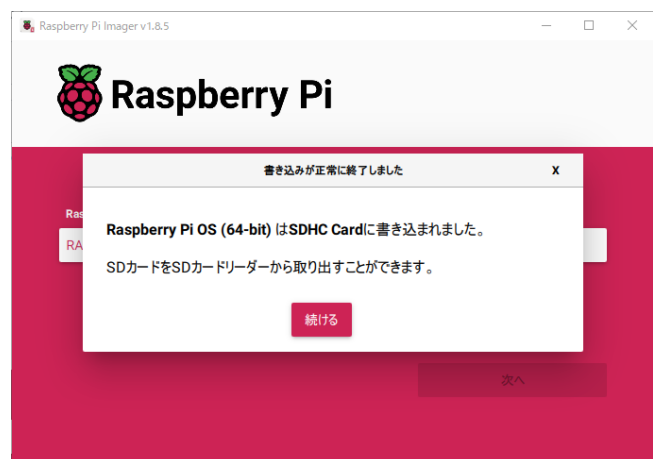 Raspberry Pi Imager v1.8.5
Raspberry Pi
書き込みが正常に終了しました X
Ras
RA
Raspberry Pi OS (64-bit) はSDHC Cardに書き込まれました。
SDカードをSDカードリーダーから取り出すことができます。
続ける
次へ